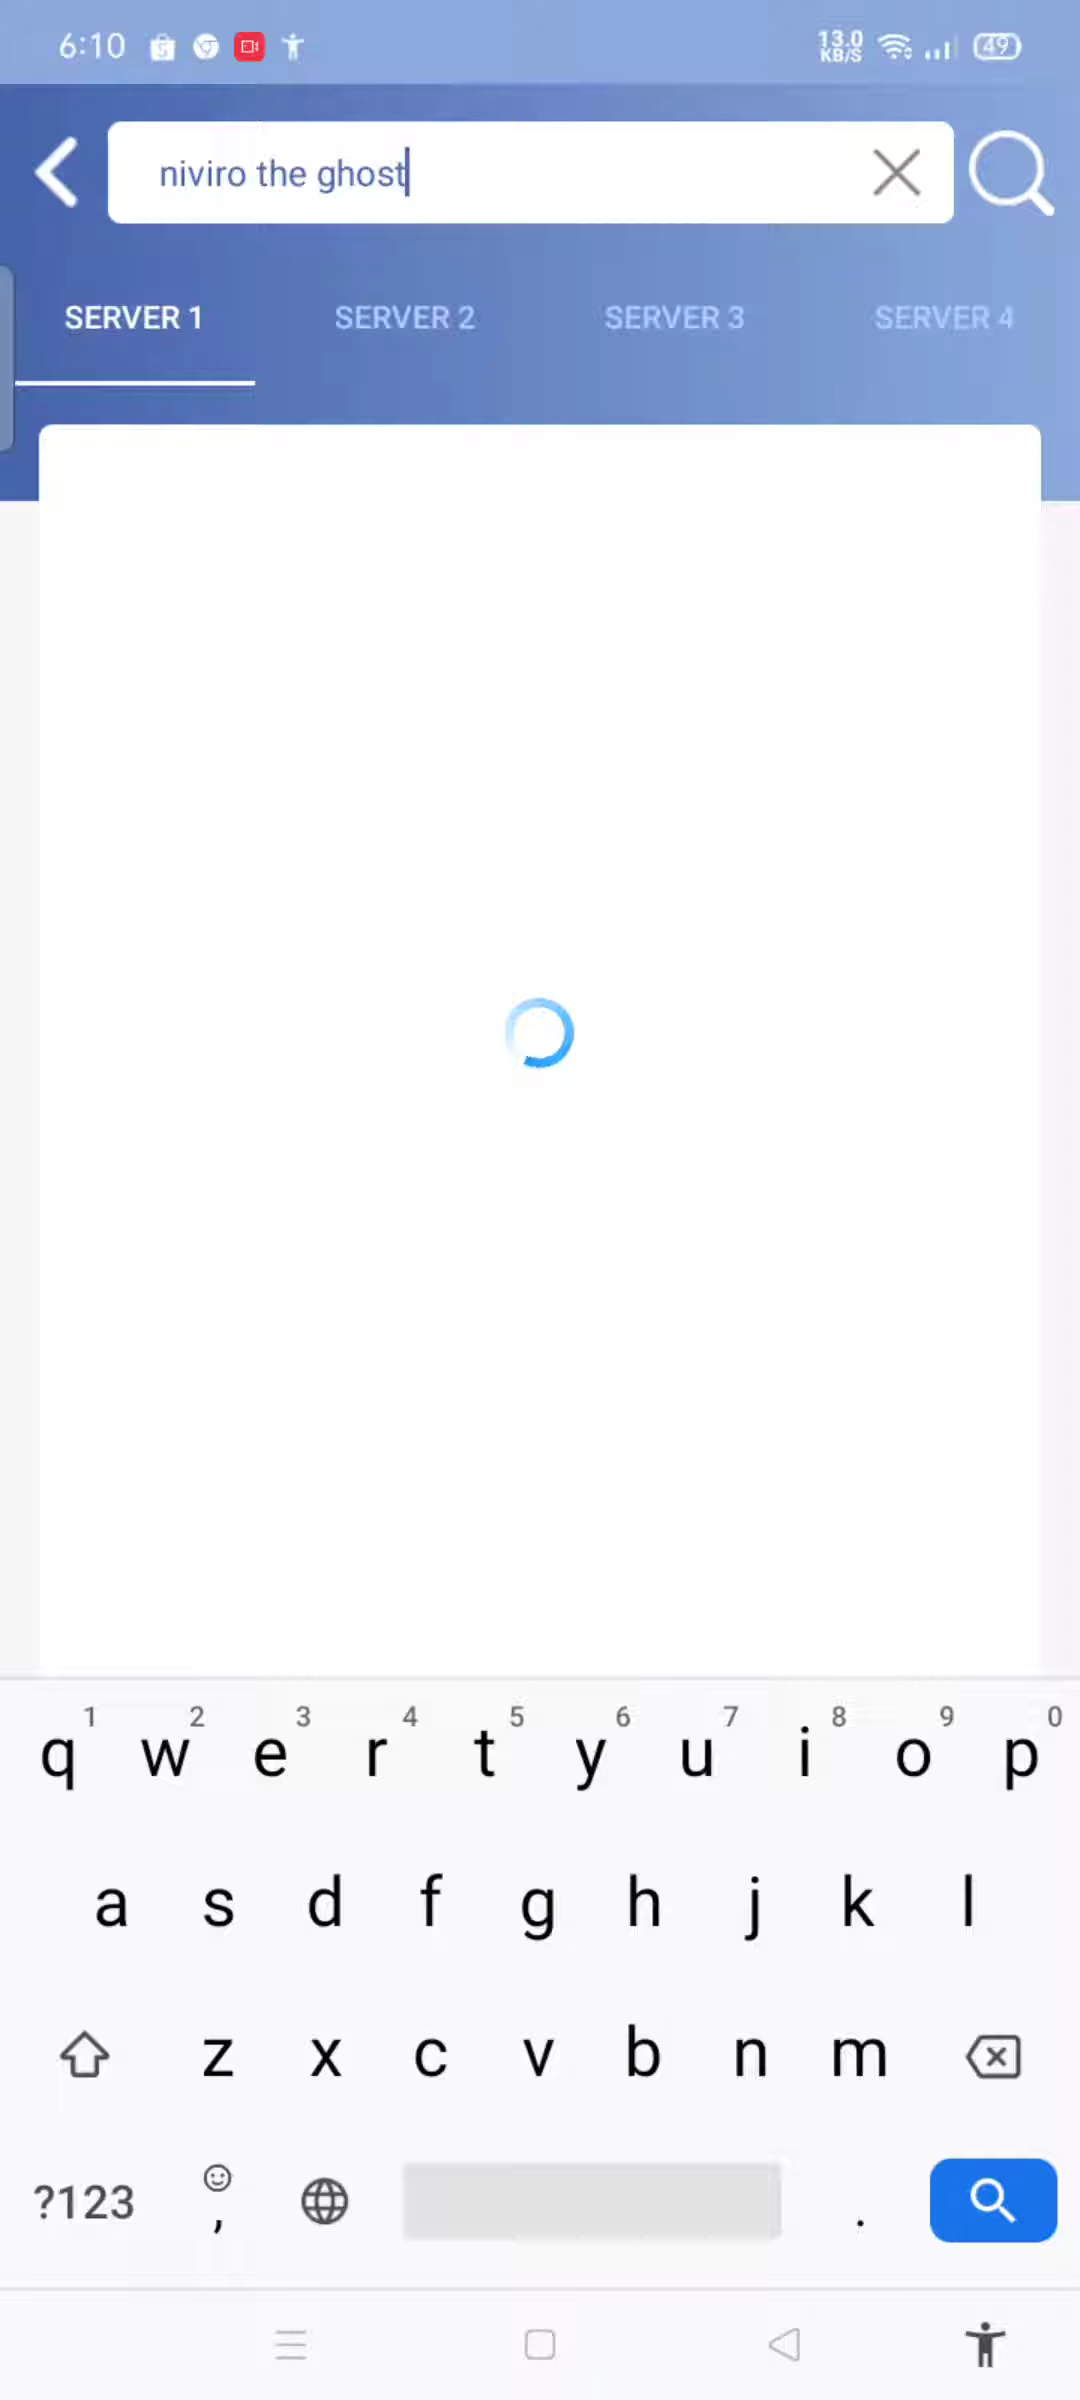 6:10 13.0 KB/S 49
niviro the ghost
SERVER 1 SERVER 2 SERVER 3 SERVER 4
1 2 3 4 5 6 7 8 9 0
q w e r t y u i o p
a s d f g h j k l
z x c v b n m
?123 , .